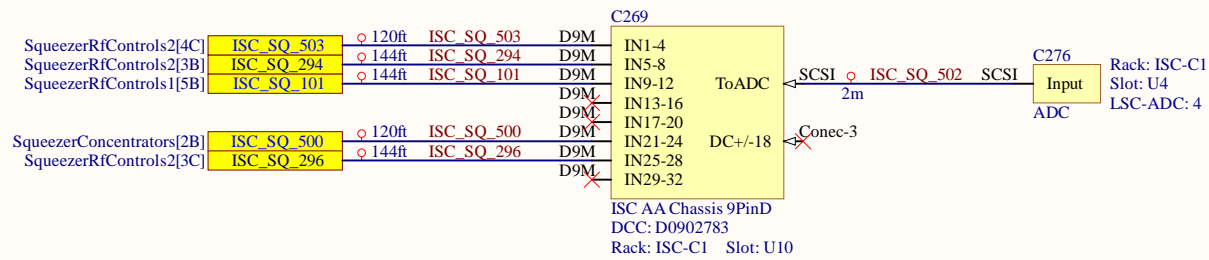 C269
SqueezerRfControls2[4C] ISC_SQ_503 120ft ISC_SQ_503 D9M IN1-4
SqueezerRfControls2[3B] ISC_SQ_294 144ft ISC_SQ_294 D9M IN5-8
SqueezerRfControls1[5B] ISC_SQ_101 144ft ISC_SQ_101 D9M IN9-12
D9M IN13-16
D9M IN17-20
SqueezerConcentrators[2B] ISC_SQ_500 120ft ISC_SQ_500 D9M IN21-24
SqueezerRfControls2[3C] ISC_SQ_296 144ft ISC_SQ_296 D9M IN25-28
D9M IN29-32
ToADC SCSI ISC_SQ_502 SCSI
2m
DC+/-18 Conec-3
C276
Input
ADC
Rack: ISC-C1
Slot: U4
LSC-ADC: 4
ISC AA Chassis 9PinD
DCC: D0902783
Rack: ISC-C1 Slot: U10